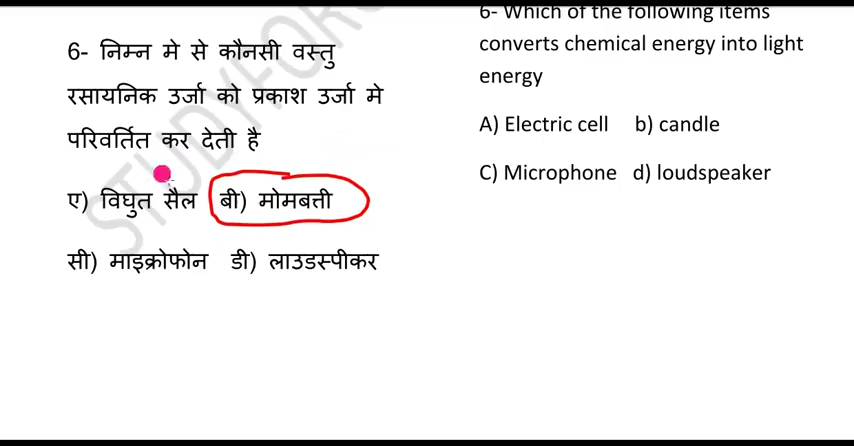 6- Which of the following items
converts chemical energy into light
energy
A) Electric cell b) candle
C) Microphone d) loudspeaker
6- निम्न मे से कौनसी वस्तु
रसायनिक उर्जा को प्रकाश उर्जा मे
परिवर्तित कर देती है
ए) विघुत सैल बी) मोमबत्ती
सी) माइक्रोफोन डी) लाउडस्पीकर
STUDYFOR